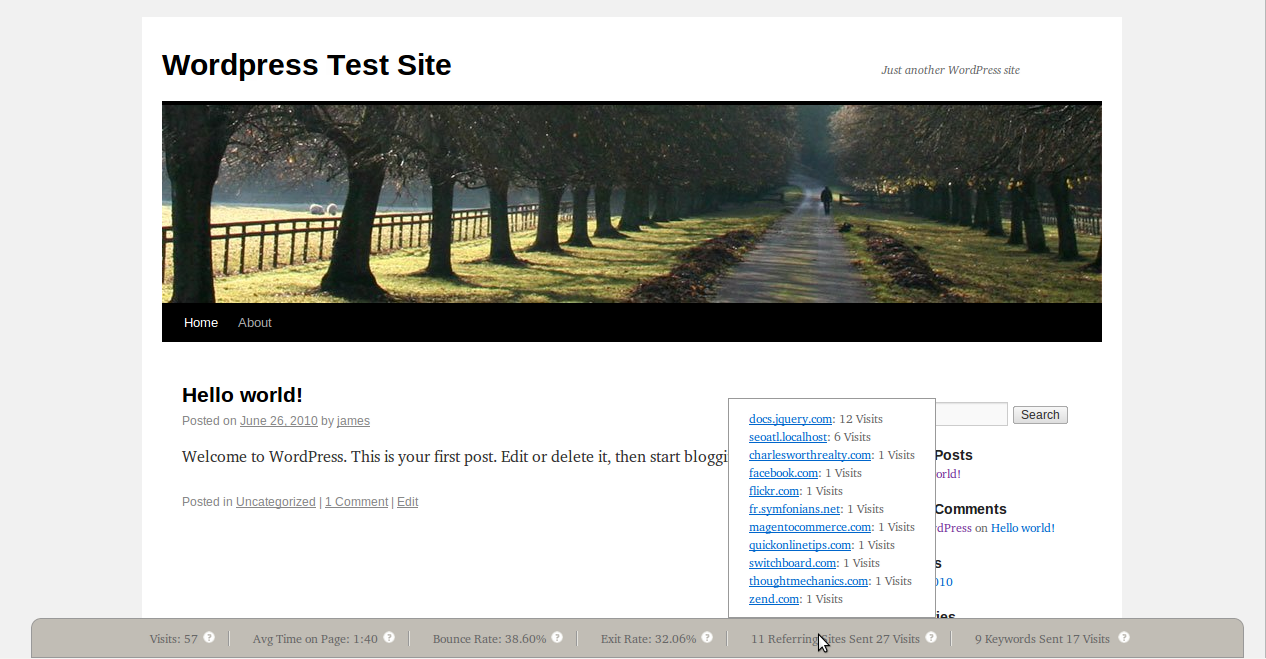 Wordpress Test Site
Just another WordPress site
Home About
Hello world!
Posted on June 26, 2010 by james
Welcome to WordPress. This is your first post. Edit or delete it, then start bloggi
Posted in Uncategorized | 1 Comment | Edit
docs.jquery.com: 12 Visits
seoatl.localhost: 6 Visits
charlesworthrealty.com: 1 Visits
facebook.com: 1 Visits
flickr.com: 1 Visits
fr.symfonians.net: 1 Visits
magentocommerce.com: 1 Visits
quickonlinetips.com: 1 Visits
switchboard.com: 1 Visits
thoughtmechanics.com: 1 Visits
zend.com: 1 Visits
Search
Posts
orld!
Comments
rdPress on Hello world!
s
010
ies
Visits: 57 ? Avg Time on Page: 1:40 ? Bounce Rate: 38.60% ? Exit Rate: 32.06% ? 11 Referring Sites Sent 27 Visits ? 9 Keywords Sent 17 Visits ?